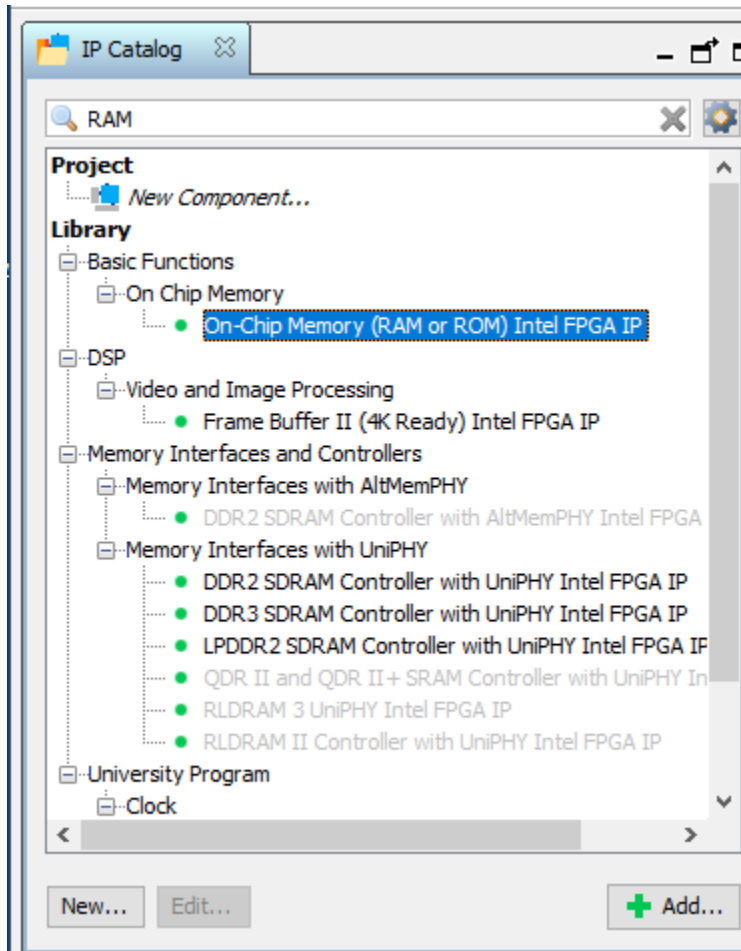 IP Catalog
RAM
Project
New Component...
Library
Basic Functions
On Chip Memory
On-Chip Memory (RAM or ROM) Intel FPGA IP
DSP
Video and Image Processing
Frame Buffer II (4K Ready) Intel FPGA IP
Memory Interfaces and Controllers
Memory Interfaces with AltMemPHY
DDR2 SDRAM Controller with AltMemPHY Intel FPGA
Memory Interfaces with UniPHY
DDR2 SDRAM Controller with UniPHY Intel FPGA IP
DDR3 SDRAM Controller with UniPHY Intel FPGA IP
LPDDR2 SDRAM Controller with UniPHY Intel FPGA IP
QDR II and QDR II+ SRAM Controller with UniPHY In
RLDRAM 3 UniPHY Intel FPGA IP
RLDRAM II Controller with UniPHY Intel FPGA IP
University Program
Clock
New... Edit... Add...